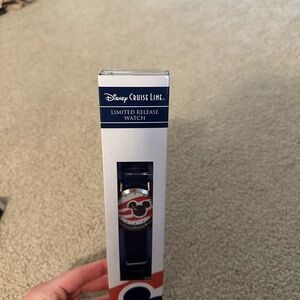 Disney CRUISE LINE®
LIMITED RELEASE
WATCH